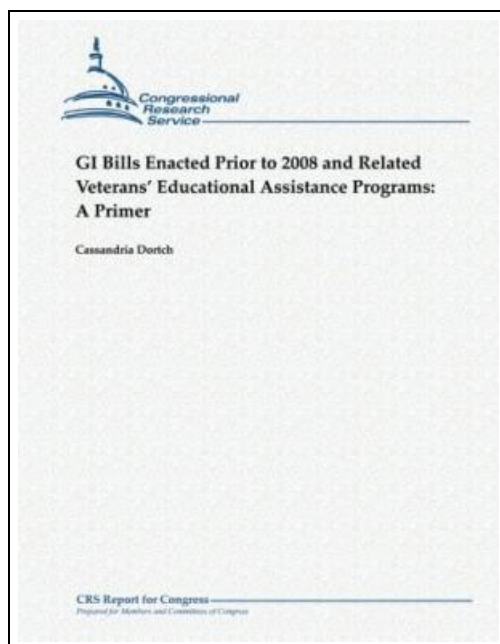 Congressional
Research
Service
GI Bills Enacted Prior to 2008 and Related
Veterans' Educational Assistance Programs:
A Primer
Cassandria Dortch
CRS Report for Congress
Prepared for Members and Committees of Congress